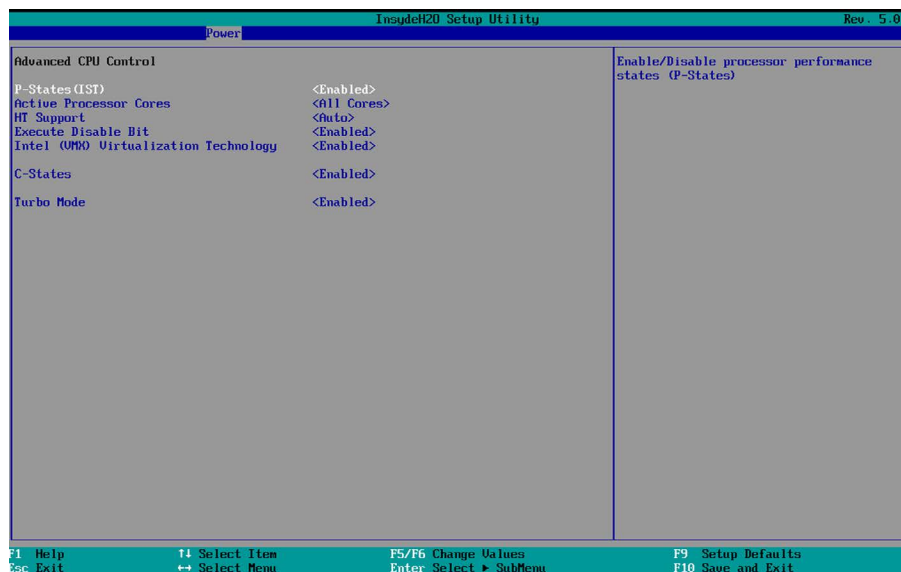 InsydeH2O Setup Utility Rev. 5.0
Power
Advanced CPU Control
Enable/Disable processor performance
states (P-States)
P-States(IST) <Enabled>
Active Processor Cores <All Cores>
HT Support <Auto>
Execute Disable Bit <Enabled>
Intel (VMX) Virtualization Technology <Enabled>
C-States <Enabled>
Turbo Mode <Enabled>
F1 Help ↑↓ Select Item F5/F6 Change Values F9 Setup Defaults
Esc Exit ↔ Select Menu Enter Select ► SubMenu F10 Save and Exit